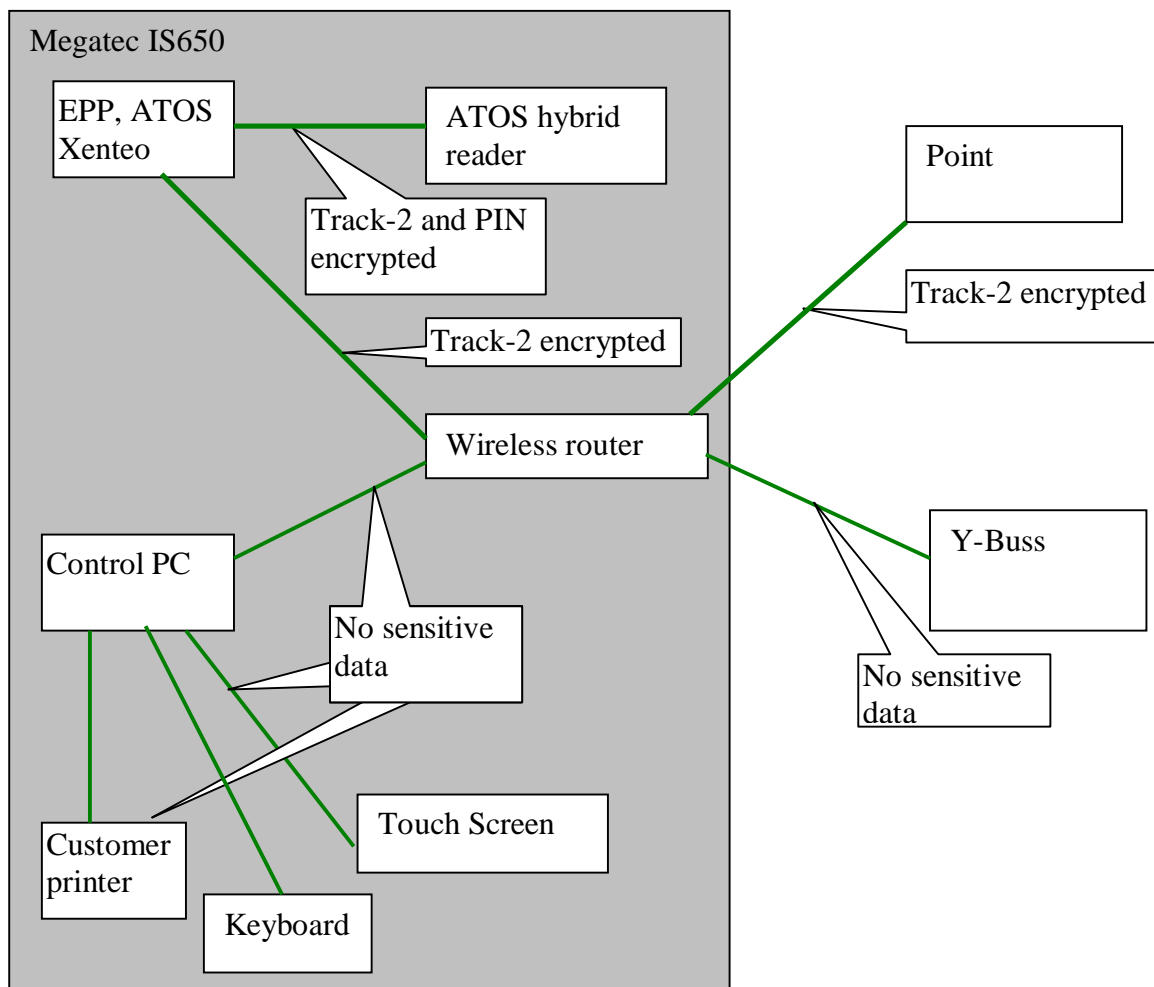 Megatec IS650
EPP, ATOS
Xenteo
ATOS hybrid
reader
Point
Track-2 and PIN
encrypted
Track-2 encrypted
Track-2 encrypted
Wireless router
Control PC
Y-Buss
No sensitive
data
No sensitive
data
Touch Screen
Customer
printer
Keyboard